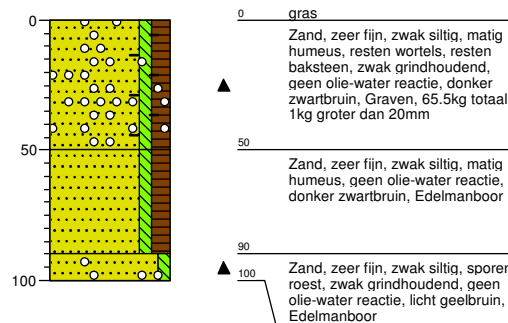 0
0
gras
Zand, zeer fijn, zwak siltig, matig
humeus, resten wortels, resten
baksteen, zwak grindhoudend,
geen olie-water reactie, donker
zwartbruin, Graven, 65.5kg totaal
1kg groter dan 20mm
50
50
Zand, zeer fijn, zwak siltig, matig
humeus, geen olie-water reactie,
donker zwartbruin, Edelmanboor
90
100
100
Zand, zeer fijn, zwak siltig, sporen
roest, zwak grindhoudend, geen
olie-water reactie, licht geelbruin,
Edelmanboor